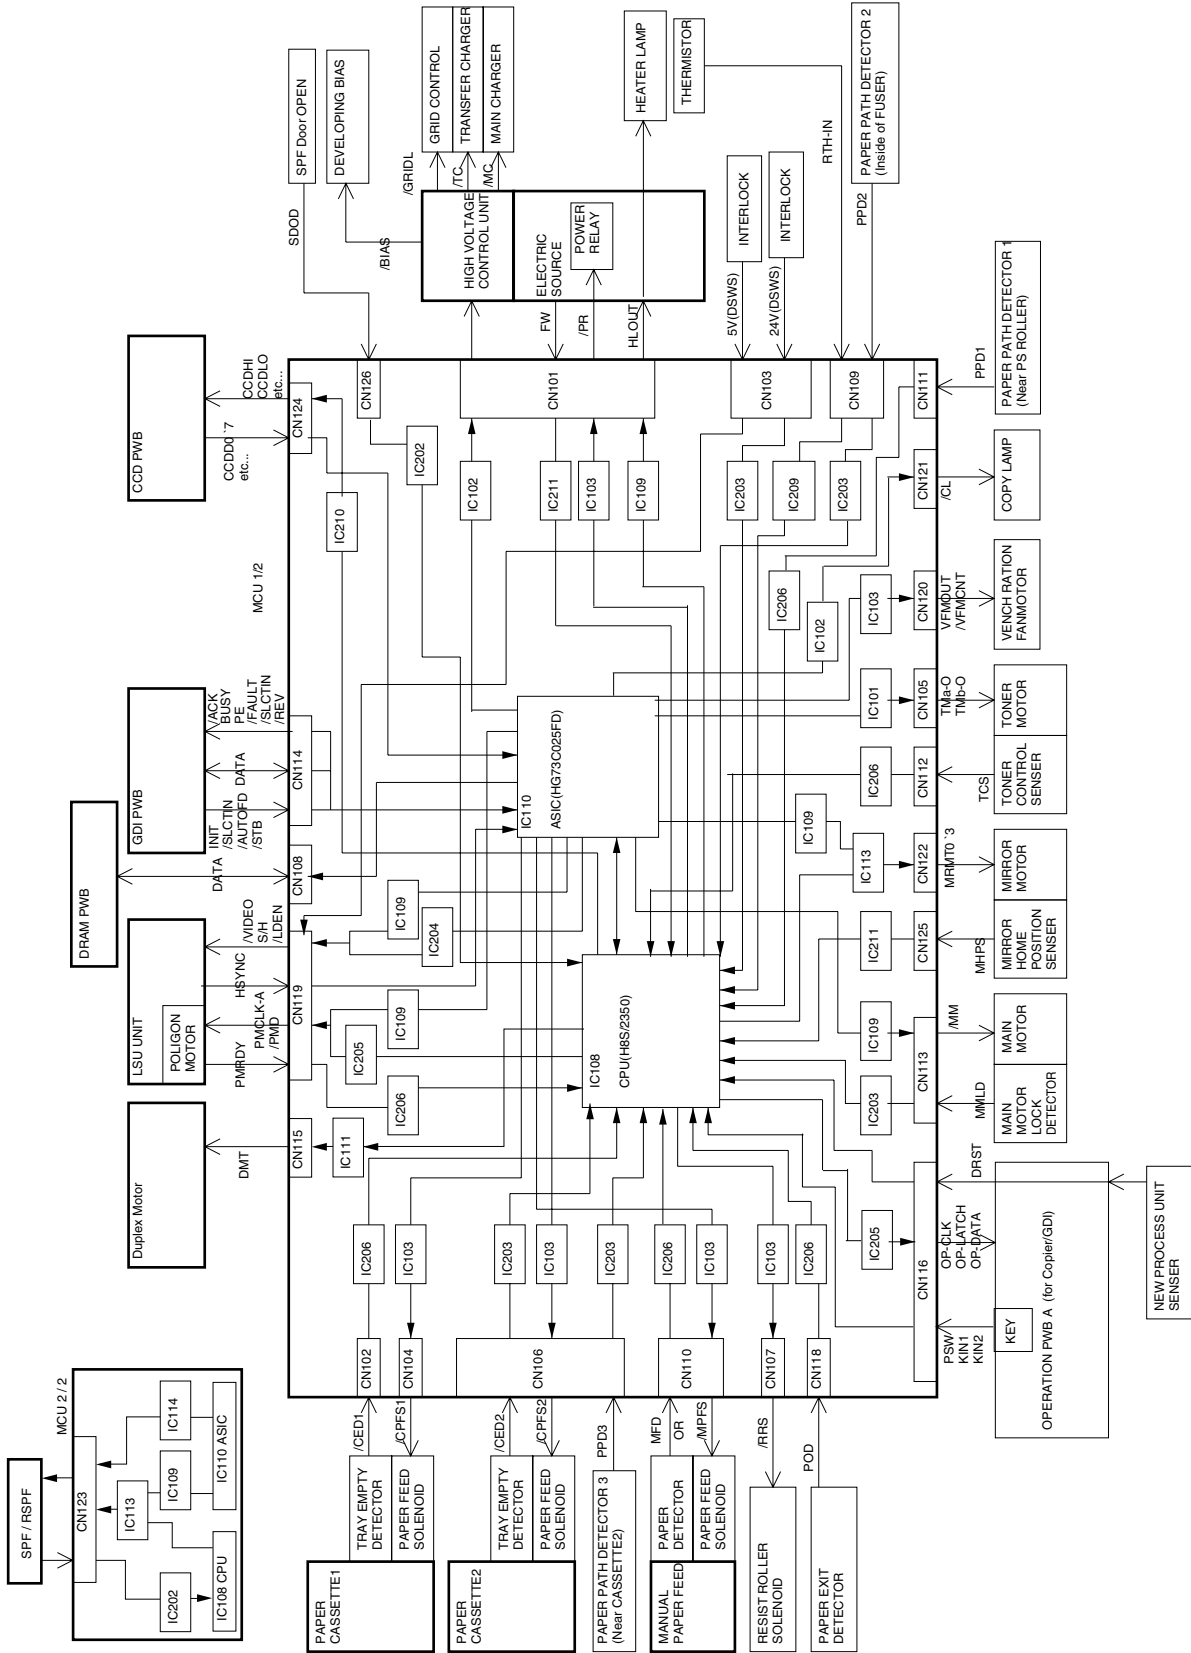 SPF / RSPF
MCU 2 / 2
CN123
IC113
IC114
IC109
IC202
IC110 ASIC
IC108 CPU
Duplex Motor
DMT
LSU UNIT
POLIGON
MOTOR
PMRDY
PMCLK-A
/PMD
HSYNC
/VIDEO
S/H
/LDEN
DRAM PWB
DATA
GDI PWB
INIT
/SLCTIN
/AUTOFD
/STB
DATA
/ACK
BUSY
PE
/FAULT
/SLCTIN
/REV
MCU 1/2
CCD PWB
CCDD0 `7
etc...
CCDHI
CCDLO
etc...
SPF Door OPEN
SDOD
DEVELOPING BIAS
/BIAS
GRID CONTROL
TRANSFER CHARGER
MAIN CHARGER
/GRIDL
/TC
/MC
HIGH VOLTAGE
CONTROL UNIT
ELECTRIC
SOURCE
POWER
RELAY
FW
/PR
HLOUT
HEATER LAMP
THERMISTOR
INTERLOCK
INTERLOCK
5V(DSWS)
24V(DSWS)
RTH-IN
PPD2
PAPER PATH DETECTOR 2
(Inside of FUSER)
CN115
CN119
CN108
CN114
CN124
CN126
CN101
CN103
CN109
IC111
IC206
IC205
IC109
IC204
IC109
IC210
IC202
IC102
IC211
IC103
IC109
IC203
IC209
IC203
IC110
ASIC(HG73C025FD)
IC108
CPU(H8S/2350)
IC206
IC102
IC206
IC103
IC203
IC103
IC203
IC206
IC103
IC103
IC206
IC205
IC203
IC109
IC211
IC109
IC113
IC206
IC101
IC103
CN102
CN104
CN106
CN110
CN107
CN118
CN116
CN113
CN125
CN122
CN112
CN105
CN120
CN121
CN111
/CED1
/CPFS1
/CED2
/CPFS2
PPD3
MFD
OR
/MPFS
/RRS
POD
TRAY EMPTY
DETECTOR
PAPER FEED
SOLENOID
PAPER
CASSETTE1
TRAY EMPTY
DETECTOR
PAPER FEED
SOLENOID
PAPER
CASSETTE2
PAPER PATH DETECTOR 3
(Near CASSETTE2)
PAPER
DETECTOR
PAPER FEED
SOLENOID
MANUAL
PAPER FEED
RESIST ROLLER
SOLENOID
PAPER EXIT
DETECTOR
PSW/
KIN1
KIN2
OP-CLK
OP-LATCH
OP-DATA
DRST
KEY
OPERATION PWB A (for Copier/GDI)
NEW PROCESS UNIT
SENSER
MMLD
MAIN
MOTOR
LOCK
DETECTOR
/MM
MAIN
MOTOR
MHPS
MIRROR
HOME
POSITION
SENSER
MRMT0 `3
MIRROR
MOTOR
TCS
TONER
CONTROL
SENSER
TMa-O
TMb-O
TONER
MOTOR
VFMOUT
/VFMCNT
VENCH RATION
FANMOTOR
/CL
COPY LAMP
PPD1
PAPER PATH DETECTOR 1
(Near PS ROLLER)